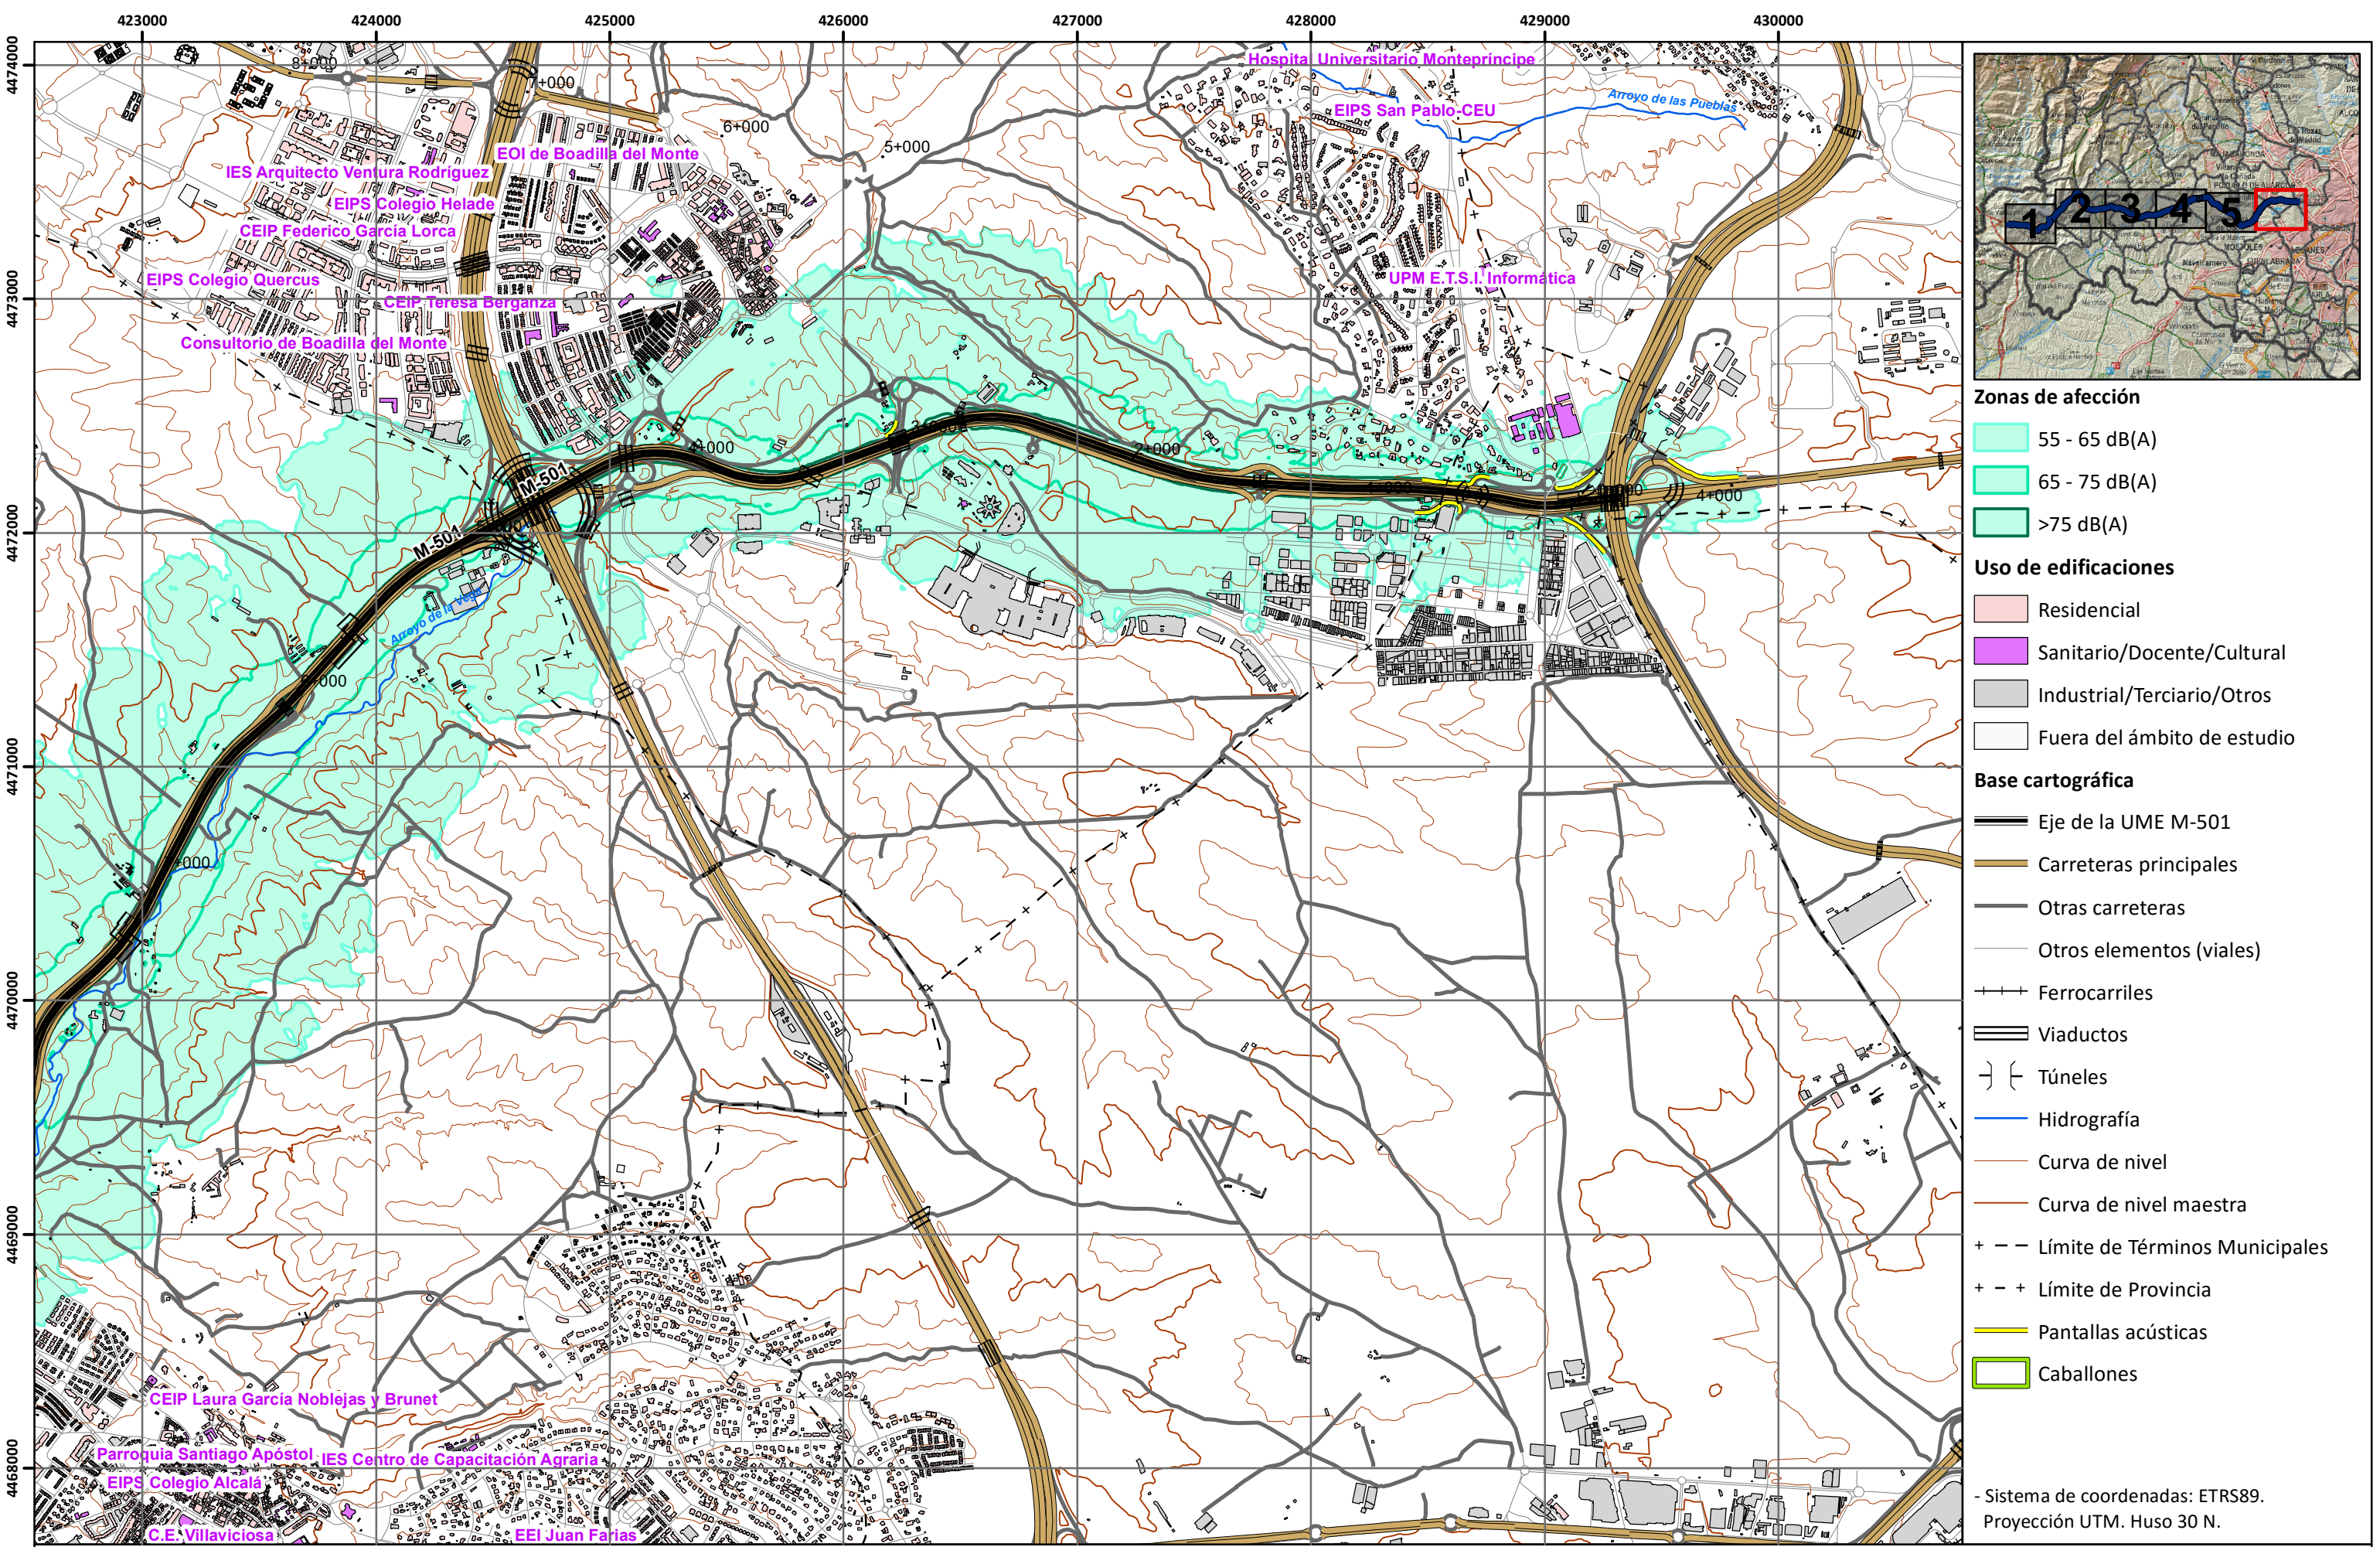 423000 424000 425000 426000 427000 428000 429000 430000
4474000
4473000
4472000
4471000
4470000
4469000
4468000
8+000
+000
6+000
5+000
Hospital Universitario Montepríncipe
EIPS San Pablo-CEU
Arroyo de las Pueblas
EOI de Boadilla del Monte
IES Arquitecto Ventura Rodríguez
EIPS Colegio Helade
CEIP Federico García Lorca
EIPS Colegio Quercus
CEIP Teresa Berganza
UPM E.T.S.I. Informática
Consultorio de Boadilla del Monte
4+000
2+000
4+000
M-501
M-501
Arroyo de la Vega
+000
CEIP Laura García Noblejas y Brunet
Parroquia Santiago Apóstol
IES Centro de Capacitación Agraria
EIPS Colegio Alcalá
C.E. Villaviciosa
EEI Juan Farias
1 2 3 4 5
Zonas de afección
55 - 65 dB(A)
65 - 75 dB(A)
>75 dB(A)
Uso de edificaciones
Residencial
Sanitario/Docente/Cultural
Industrial/Terciario/Otros
Fuera del ámbito de estudio
Base cartográfica
Eje de la UME M-501
Carreteras principales
Otras carreteras
Otros elementos (viales)
Ferrocarriles
Viaductos
Túneles
Hidrografía
Curva de nivel
Curva de nivel maestra
Límite de Términos Municipales
Límite de Provincia
Pantallas acústicas
Caballones
- Sistema de coordenadas: ETRS89.
Proyección UTM. Huso 30 N.